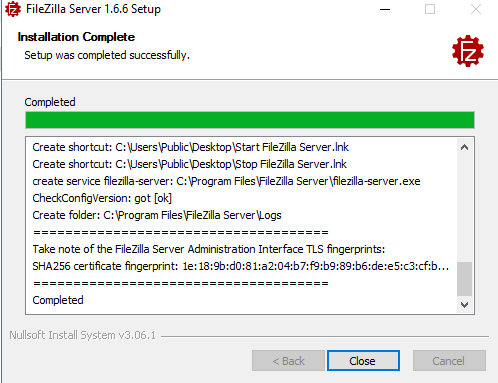 FileZilla Server 1.6.6 Setup
Installation Complete
Setup was completed successfully.
Fz
Completed
Create shortcut: C:\Users\Public\Desktop\Start FileZilla Server.lnk
Create shortcut: C:\Users\Public\Desktop\Stop FileZilla Server.lnk
create service filezilla-server: C:\Program Files\FileZilla Server\filezilla-server.exe
CheckConfigVersion: got [ok]
Create folder: C:\Program Files\FileZilla Server\Logs
=====================================
Take note of the FileZilla Server Administration Interface TLS fingerprints:
SHA256 certificate fingerprint: 1e:18:9b:d0:81:a2:04:b7:f9:b9:89:b6:de:e5:c3:cf:b...
=====================================
Completed
Nullsoft Install System v3.06.1
< Back Close Cancel